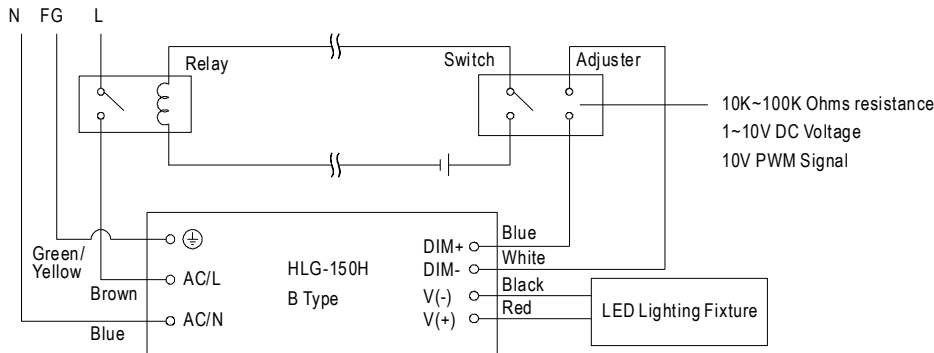 N FG L
Relay
Switch
Adjuster
10K~100K Ohms resistance
1~10V DC Voltage
10V PWM Signal
Green/
Yellow
Brown
Blue
AC/L
AC/N
HLG-150H
B Type
DIM+
DIM-
V(-)
V(+)
Blue
White
Black
Red
LED Lighting Fixture